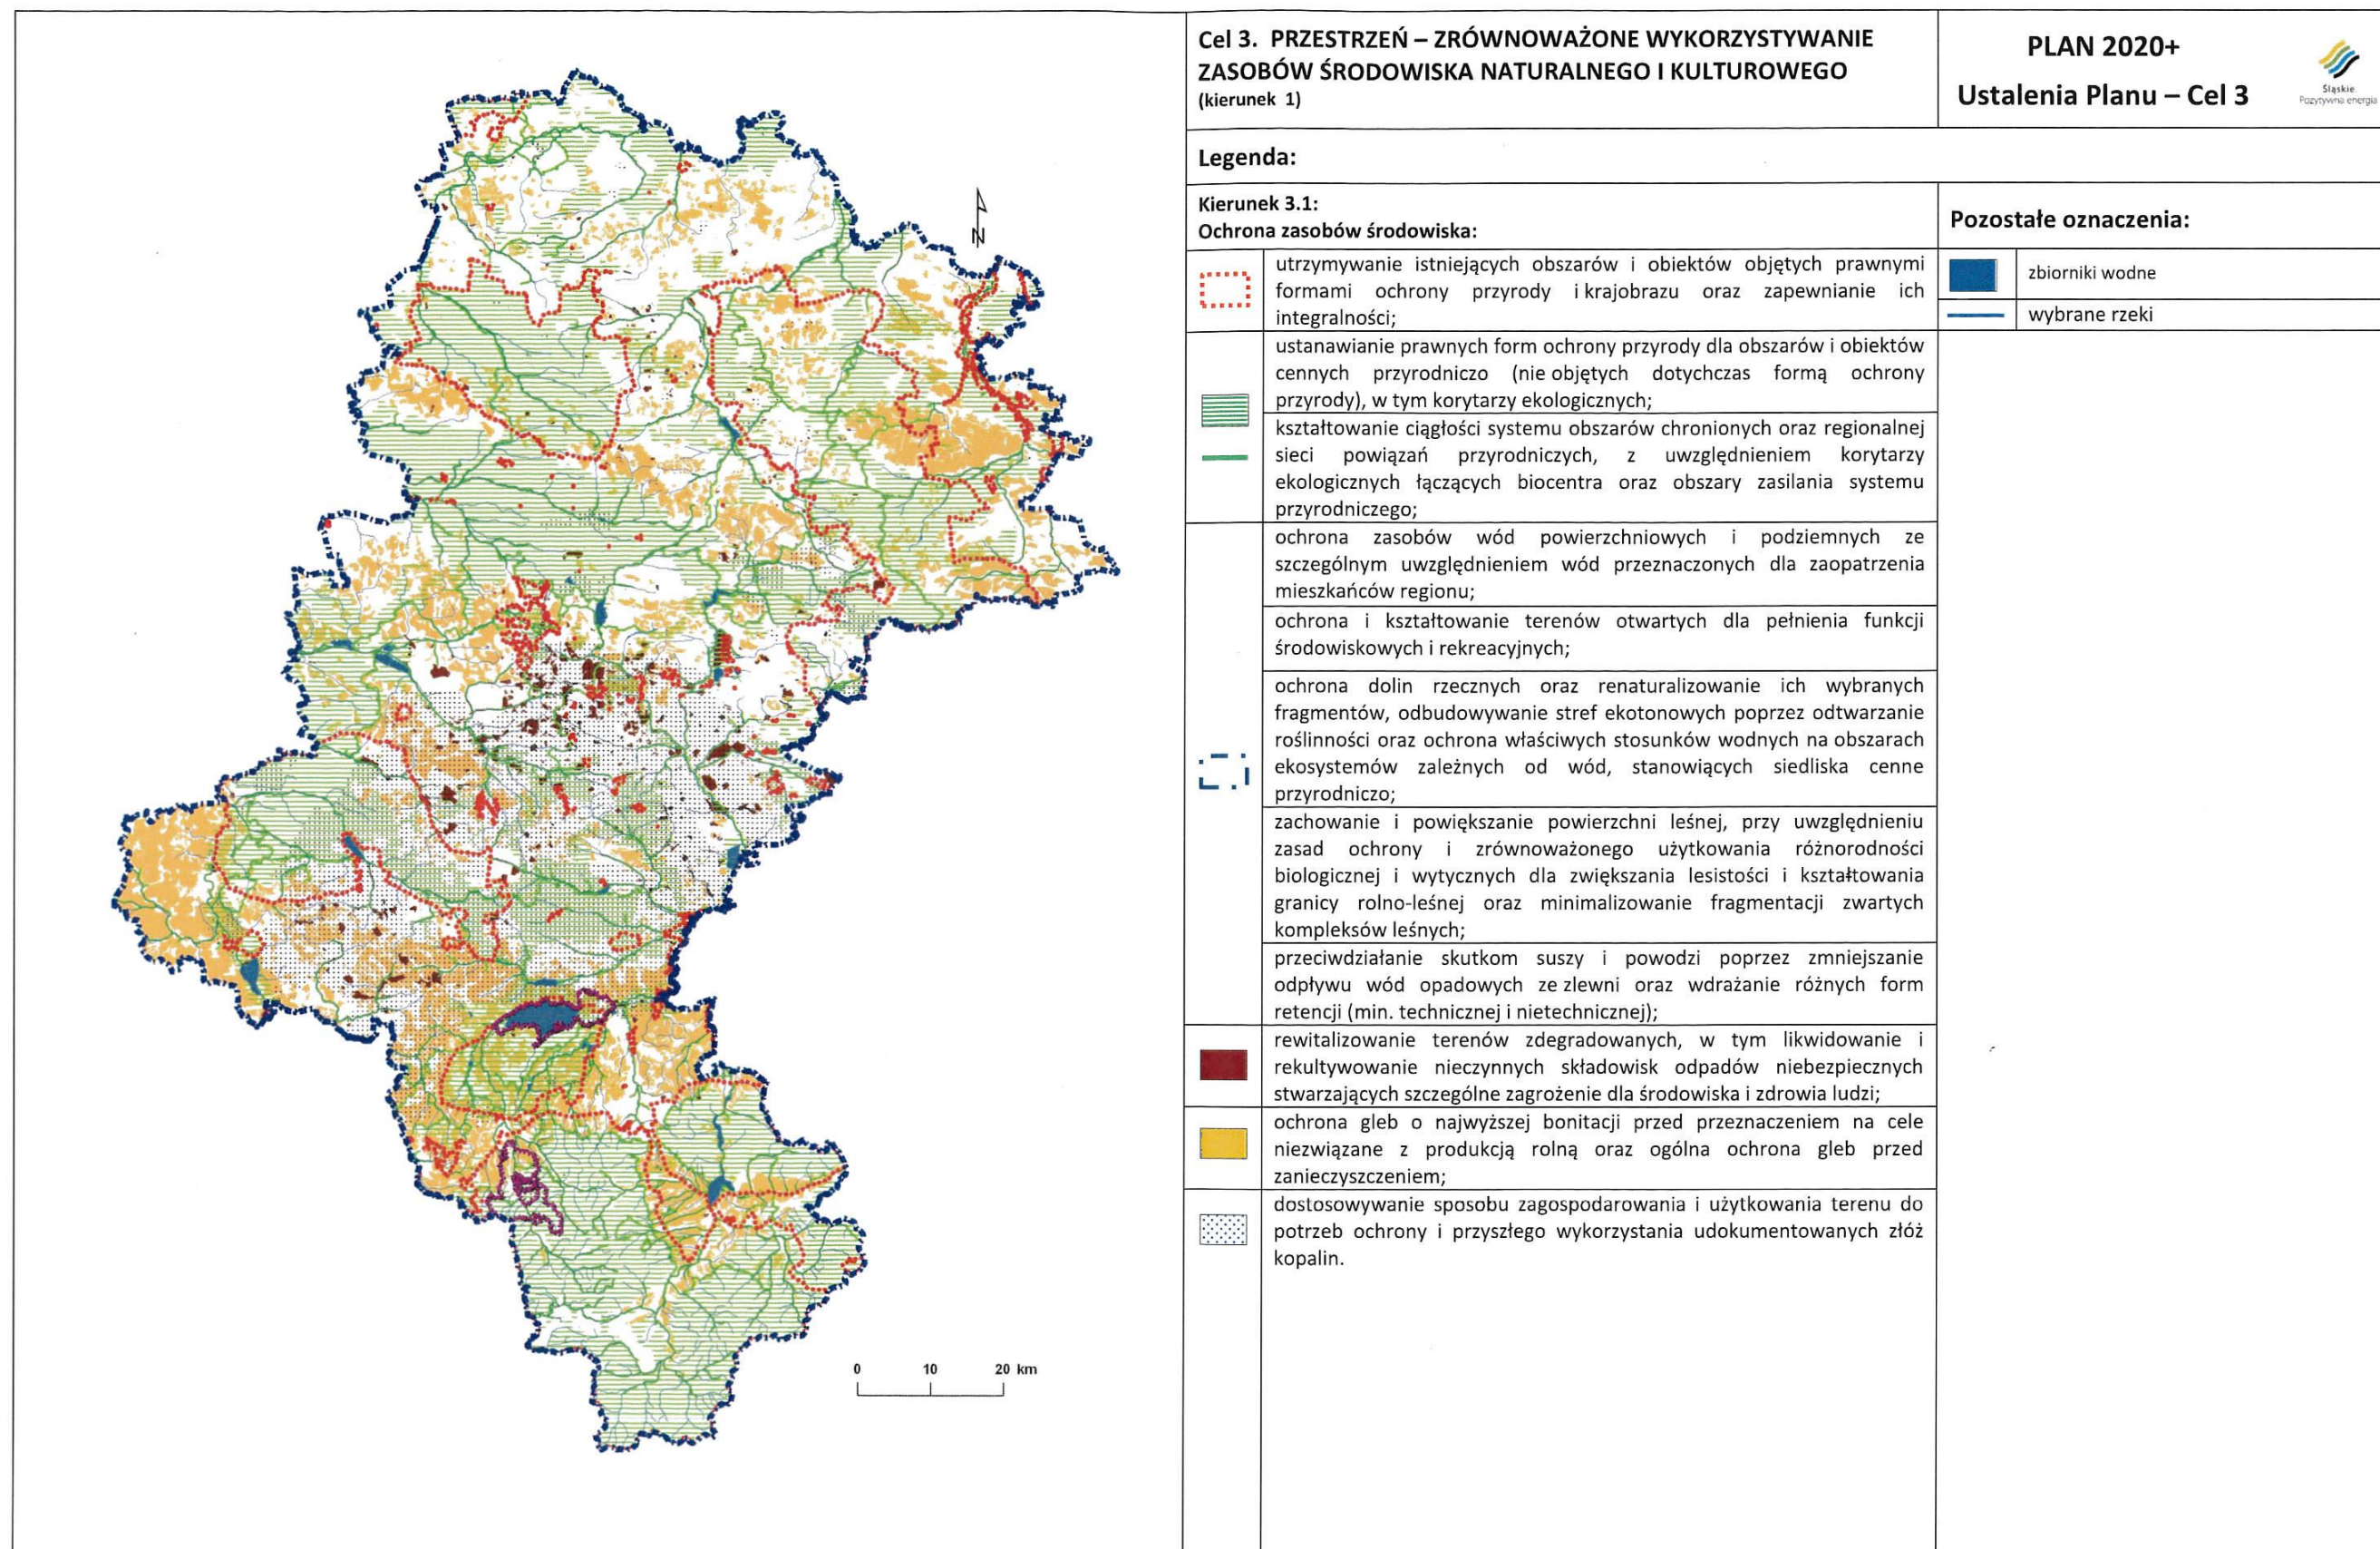 Cel 3. PRZESTRZEŃ – ZRÓWNOWAŻONE WYKORZYSTYWANIE
ZASOBÓW ŚRODOWISKA NATURALNEGO I KULTUROWEGO
(kierunek 1)
PLAN 2020+
Ustalenia Planu – Cel 3
Śląskie
Pozytywna energia
Legenda:
Kierunek 3.1:
Ochrona zasobów środowiska:
utrzymywanie istniejących obszarów i obiektów objętych prawnymi
formami ochrony przyrody i krajobrazu oraz zapewnianie ich
integralności;
ustanawianie prawnych form ochrony przyrody dla obszarów i obiektów
cennych przyrodniczo (nie objętych dotychczas formą ochrony
przyrody), w tym korytarzy ekologicznych;
kształtowanie ciągłości systemu obszarów chronionych oraz regionalnej
sieci powiązań przyrodniczych, z uwzględnieniem korytarzy
ekologicznych łączących biocentra oraz obszary zasilania systemu
przyrodniczego;
ochrona zasobów wód powierzchniowych i podziemnych ze
szczególnym uwzględnieniem wód przeznaczonych dla zaopatrzenia
mieszkańców regionu;
ochrona i kształtowanie terenów otwartych dla pełnienia funkcji
środowiskowych i rekreacyjnych;
ochrona dolin rzecznych oraz renaturalizowanie ich wybranych
fragmentów, odbudowywanie stref ekotonowych poprzez odtwarzanie
roślinności oraz ochrona właściwych stosunków wodnych na obszarach
ekosystemów zależnych od wód, stanowiących siedliska cenne
przyrodniczo;
zachowanie i powiększanie powierzchni leśnej, przy uwzględnieniu
zasad ochrony i zrównoważonego użytkowania różnorodności
biologicznej i wytycznych dla zwiększania lesistości i kształtowania
granicy rolno-leśnej oraz minimalizowanie fragmentacji zwartych
kompleksów leśnych;
przeciwdziałanie skutkom suszy i powodzi poprzez zmniejszanie
odpływu wód opadowych ze zlewni oraz wdrażanie różnych form
retencji (min. technicznej i nietechnicznej);
rewitalizowanie terenów zdegradowanych, w tym likwidowanie i
rekultywowanie nieczynnych składowisk odpadów niebezpiecznych
stwarzających szczególne zagrożenie dla środowiska i zdrowia ludzi;
ochrona gleb o najwyższej bonitacji przed przeznaczeniem na cele
niezwiązane z produkcją rolną oraz ogólna ochrona gleb przed
zanieczyszczeniem;
dostosowywanie sposobu zagospodarowania i użytkowania terenu do
potrzeb ochrony i przyszłego wykorzystania udokumentowanych złóż
kopalin.
Pozostałe oznaczenia:
zbiorniki wodne
wybrane rzeki
N
0 10 20 km